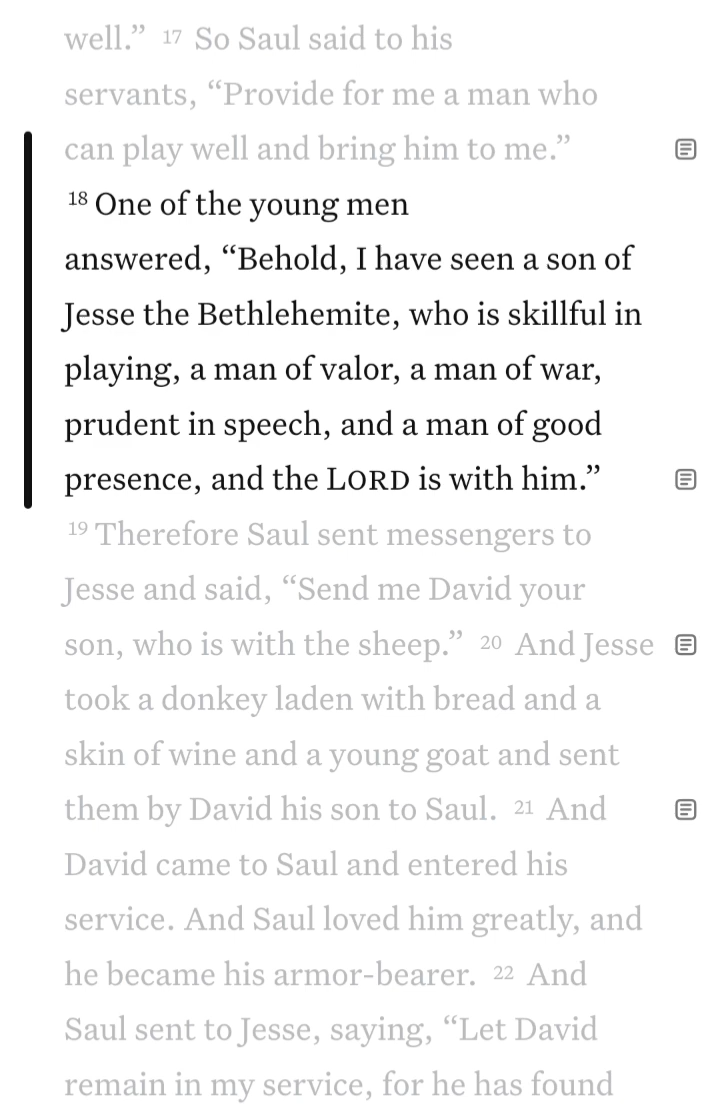 well.” 17 So Saul said to his
servants, “Provide for me a man who
can play well and bring him to me.”
18 One of the young men
answered, “Behold, I have seen a son of
Jesse the Bethlehemite, who is skillful in
playing, a man of valor, a man of war,
prudent in speech, and a man of good
presence, and the LORD is with him.”
19 Therefore Saul sent messengers to
Jesse and said, “Send me David your
son, who is with the sheep.” 20 And Jesse
took a donkey laden with bread and a
skin of wine and a young goat and sent
them by David his son to Saul. 21 And
David came to Saul and entered his
service. And Saul loved him greatly, and
he became his armor-bearer. 22 And
Saul sent to Jesse, saying, “Let David
remain in my service, for he has found